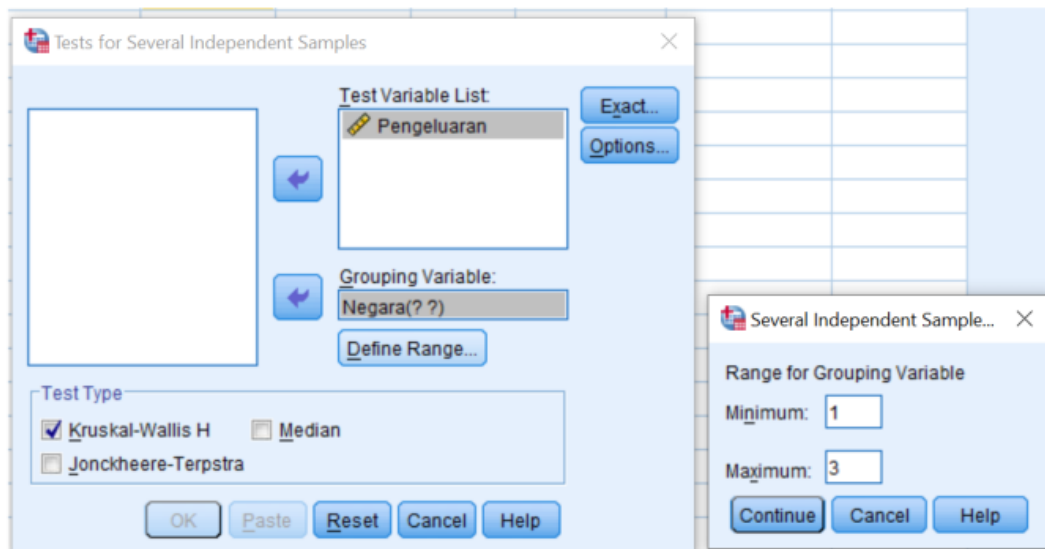 Tests for Several Independent Samples
Test Variable List:
Pengeluaran
Exact...
Options...
Grouping Variable:
Negara(? ?)
Define Range...
Test Type
Kruskal-Wallis H
Median
Jonckheere-Terpstra
OK
Paste
Reset
Cancel
Help
Several Independent Sample...
Range for Grouping Variable
Minimum: 1
Maximum: 3
Continue
Cancel
Help